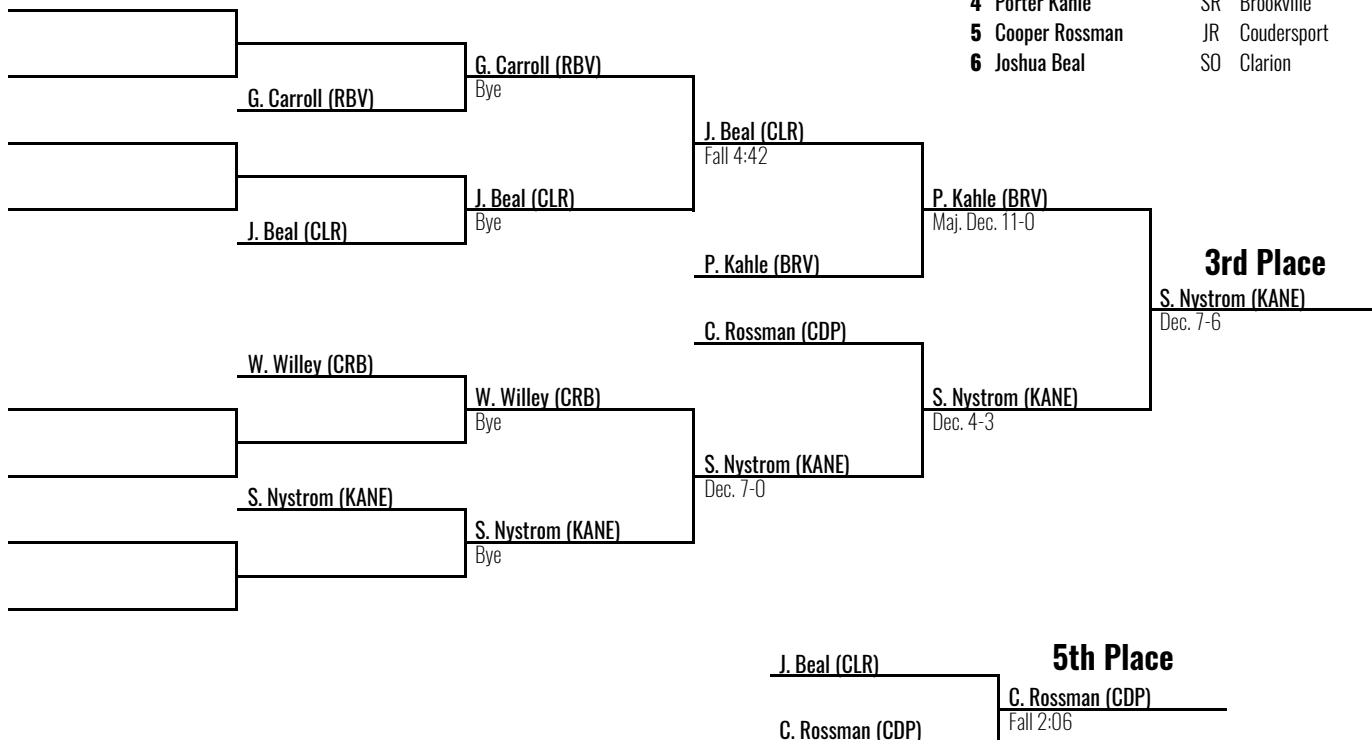 4 Porter Kahle SR Brookville
5 Cooper Rossman JR Coudersport
6 Joshua Beal SO Clarion
G. Carroll (RBV)
Bye
G. Carroll (RBV)
J. Beal (CLR)
Fall 4:42
J. Beal (CLR)
Bye
P. Kahle (BRV)
Maj. Dec. 11-0
J. Beal (CLR)
P. Kahle (BRV)
3rd Place
S. Nystrom (KANE)
Dec. 7-6
C. Rossman (CDP)
W. Willey (CRB)
W. Willey (CRB)
Bye
S. Nystrom (KANE)
Dec. 4-3
S. Nystrom (KANE)
Dec. 7-0
S. Nystrom (KANE)
S. Nystrom (KANE)
Bye
5th Place
J. Beal (CLR)
C. Rossman (CDP)
Fall 2:06
C. Rossman (CDP)